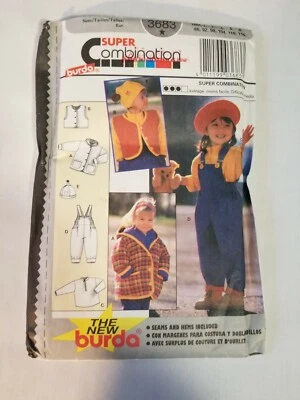 3683
SUPER
Combination
burda
SUPER COMBINATION
average
B
A
E
D
C
A
THE NEW
burda
• SEAMS AND HEMS INCLUDED
• CON MARGENES PARA COSTURA Y DOBLADILLOS
• AVEC SURPLUS DE COUTURE ET D'OURLET